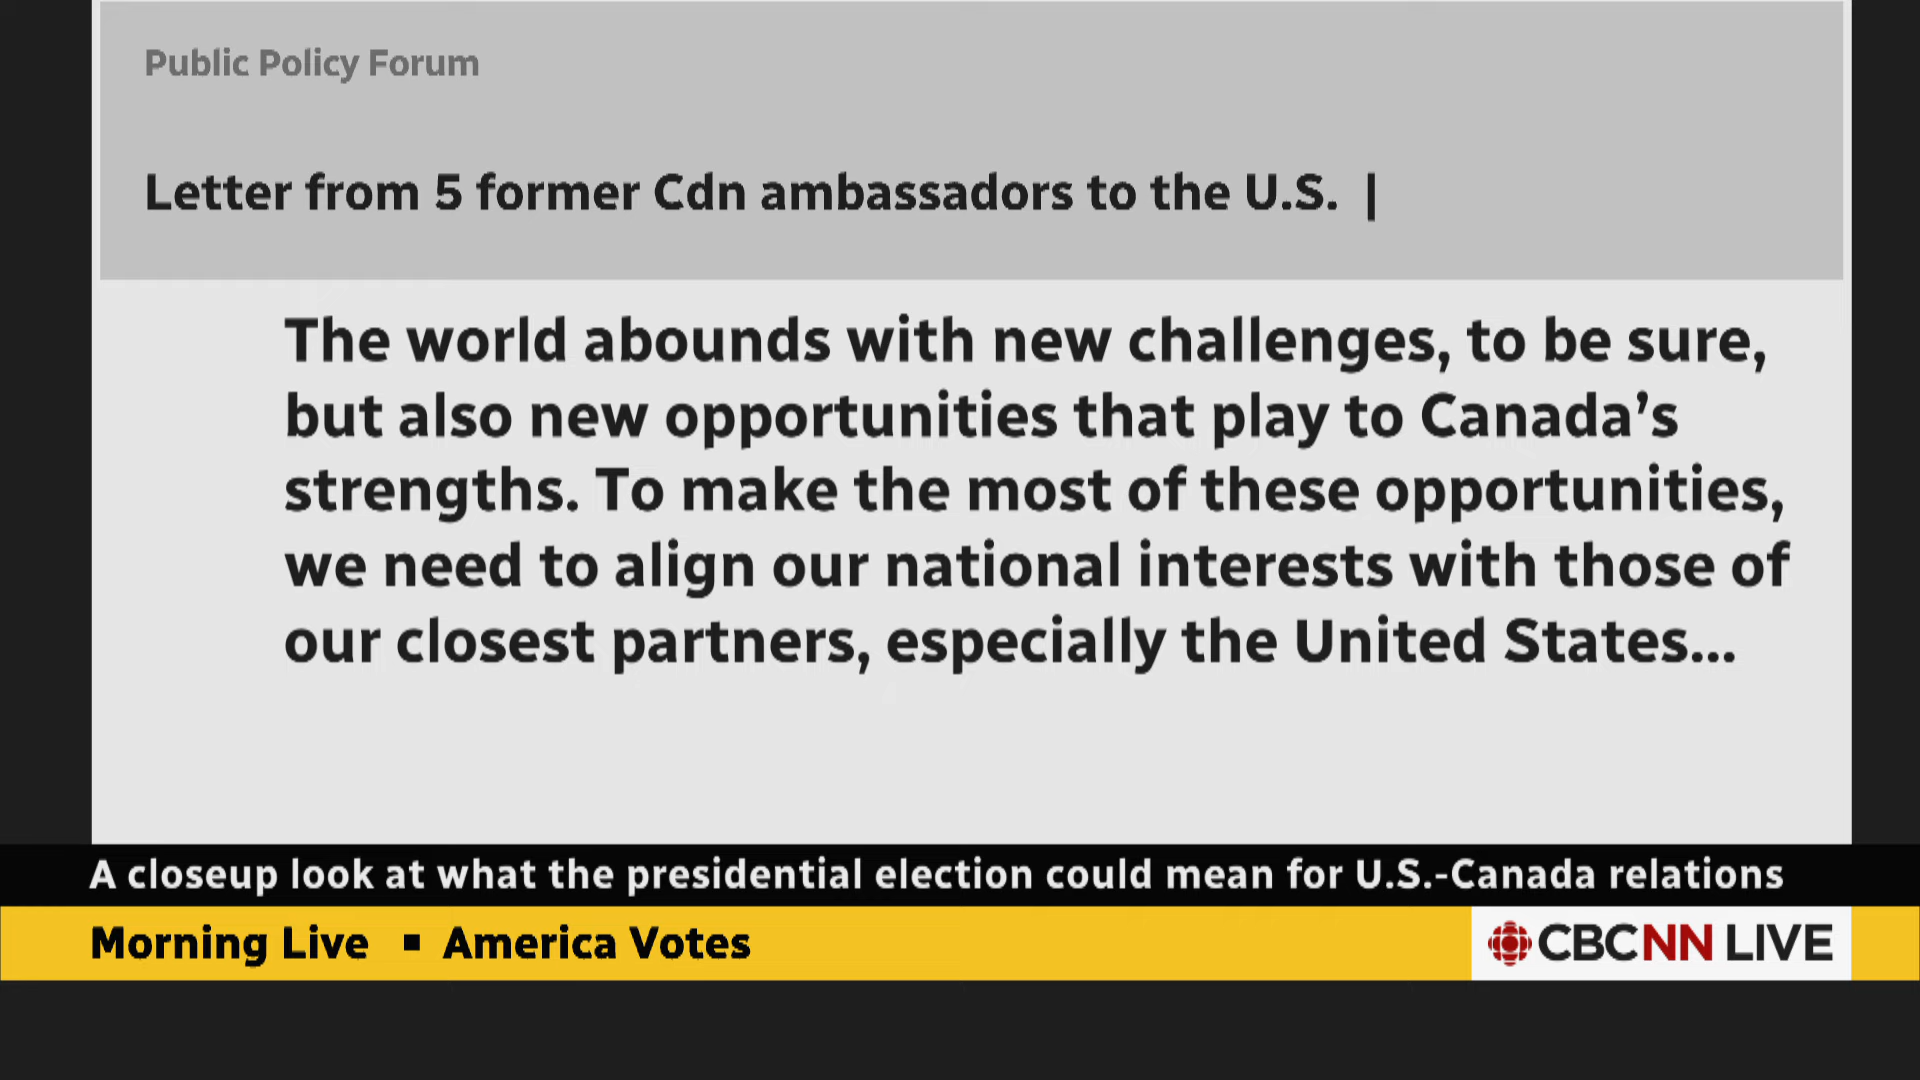 Public Policy Forum
Letter from 5 former Cdn ambassadors to the U.S. |
The world abounds with new challenges, to be sure,
but also new opportunities that play to Canada’s
strengths. To make the most of these opportunities,
we need to align our national interests with those of
our closest partners, especially the United States...
A closeup look at what the presidential election could mean for U.S.-Canada relations
Morning Live ▪ America Votes
CBCNN LIVE